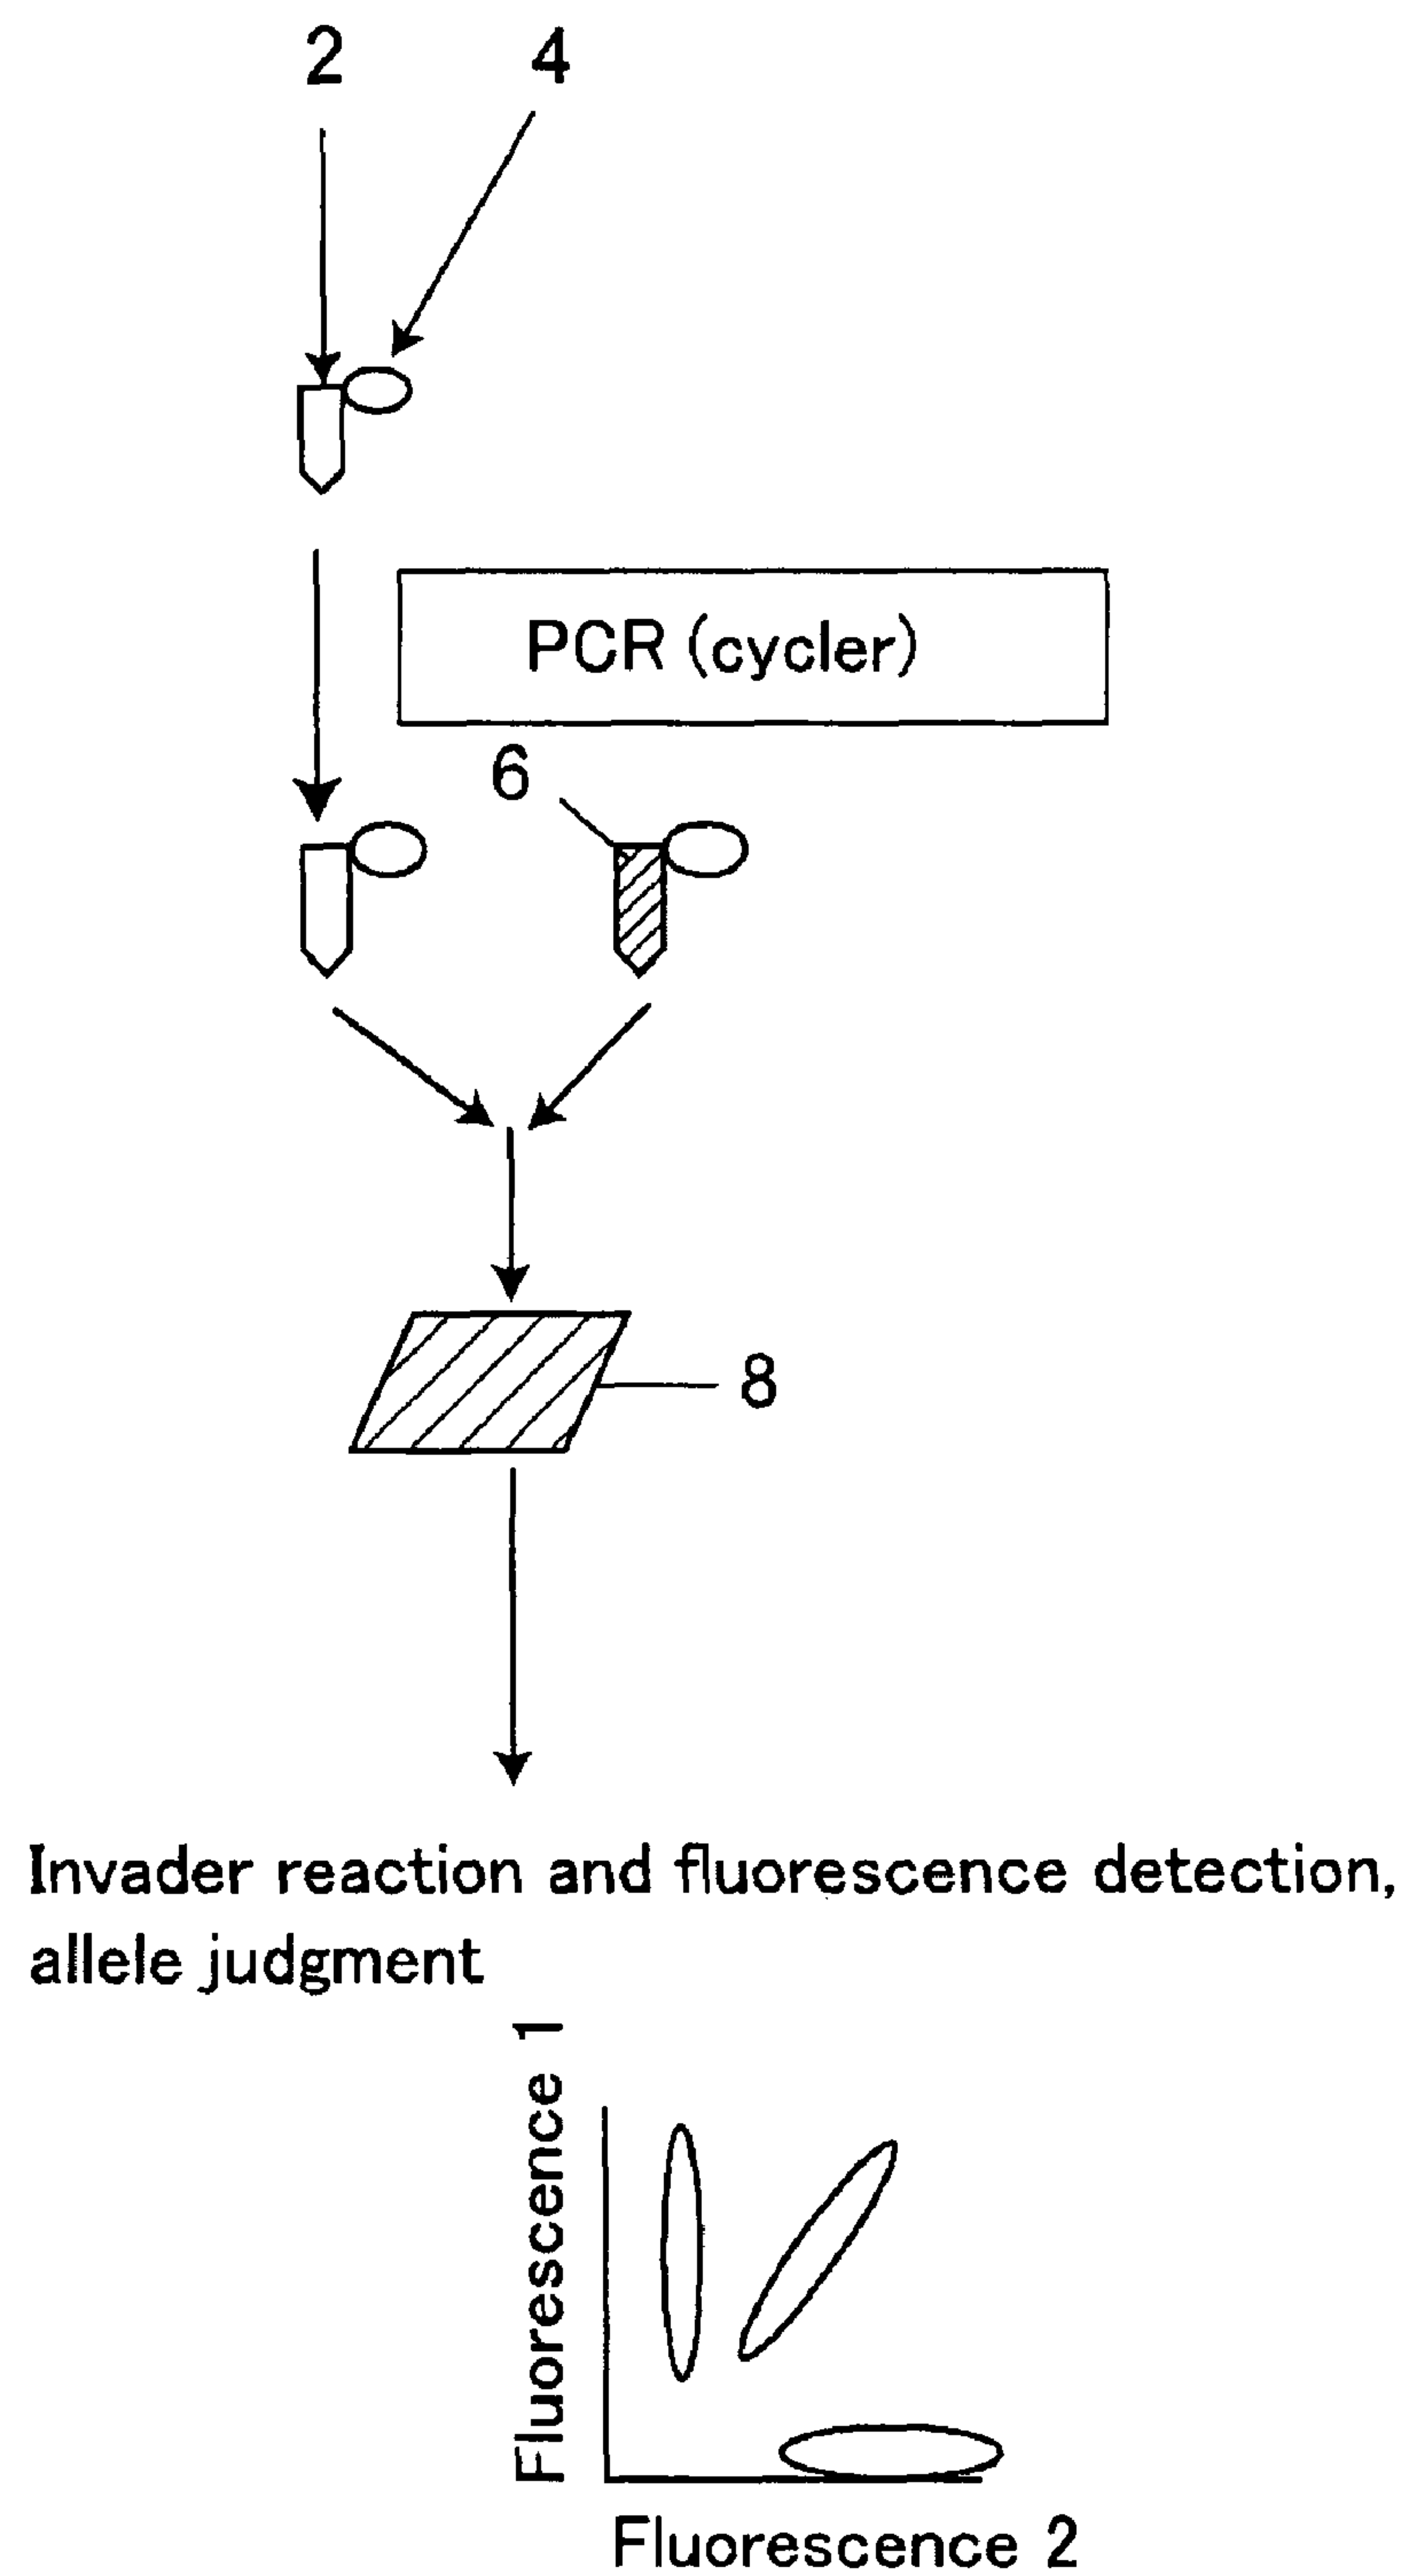 2
4
PCR (cycler)
6
8
Invader reaction and fluorescence detection,
allele judgment
Fluorescence 1
Fluorescence 2